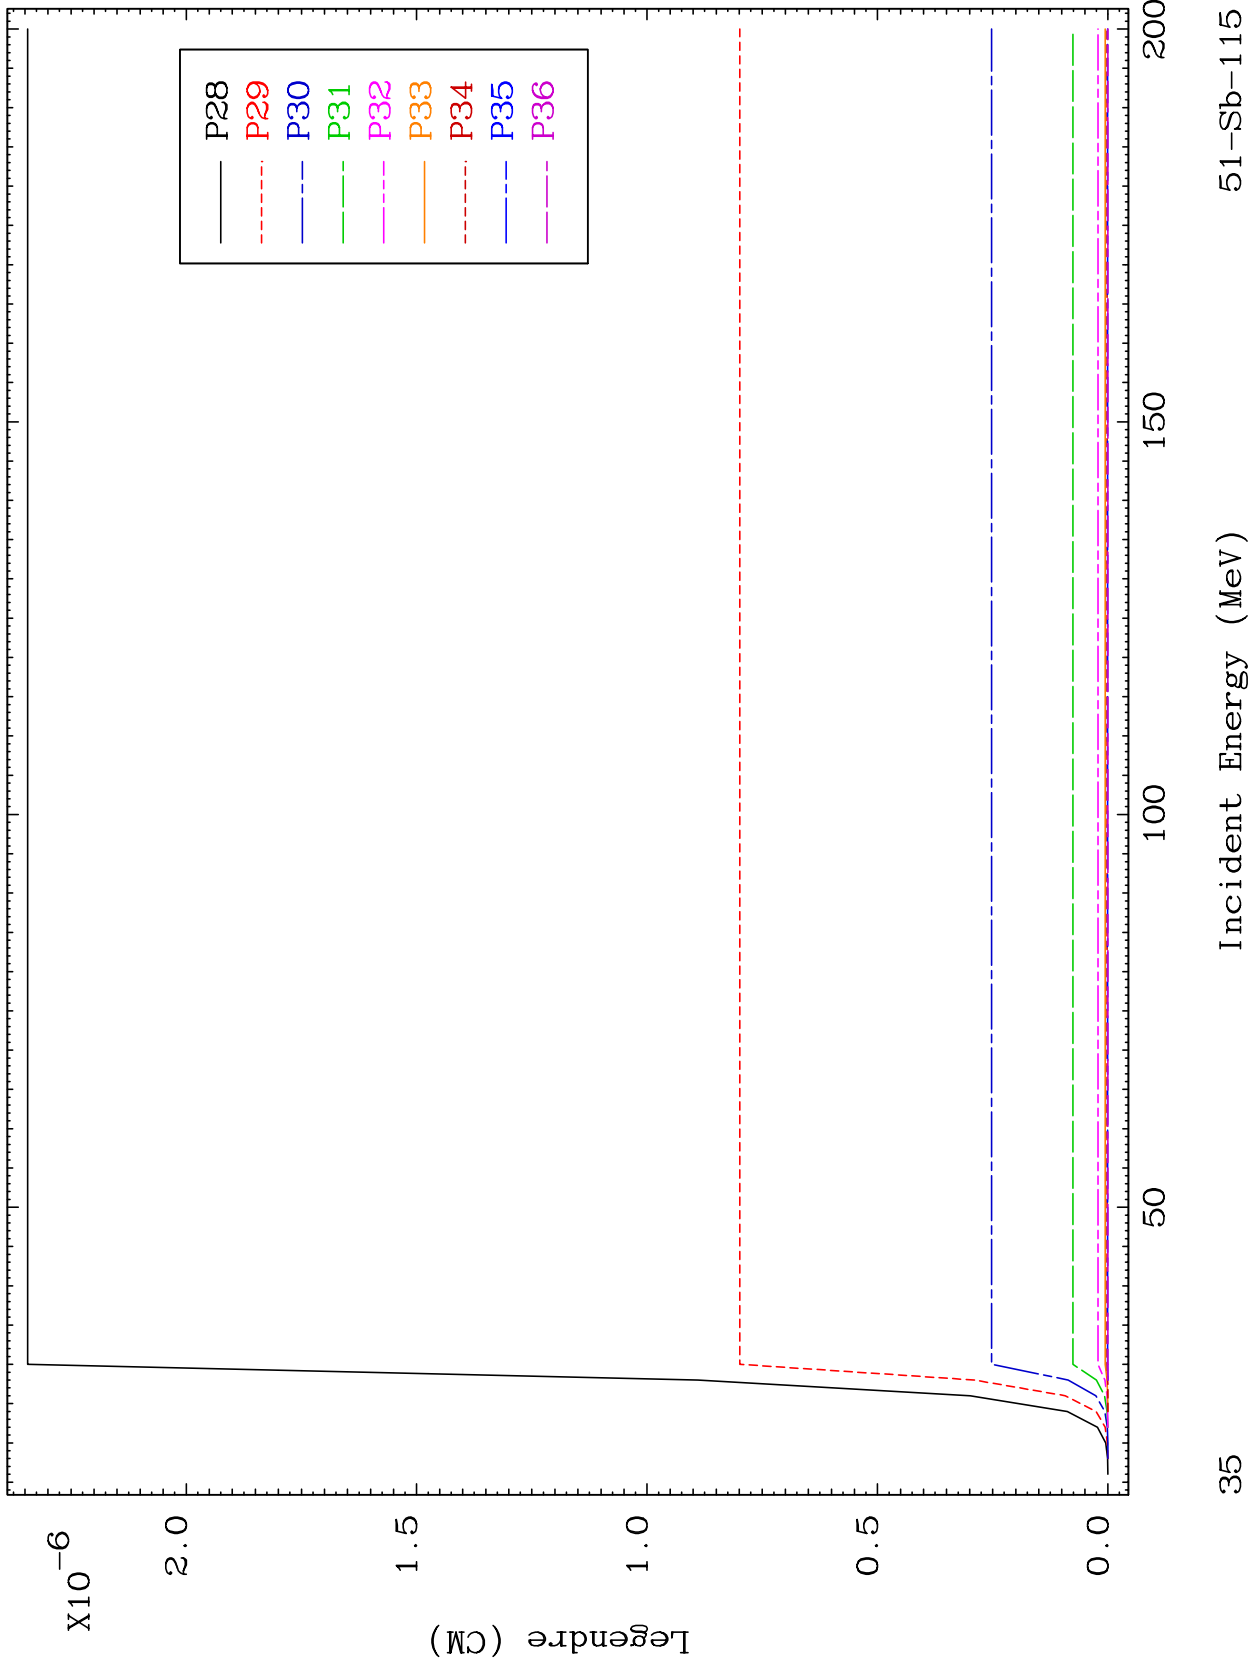 X10⁻⁶
2.0
1.5
1.0
0.5
0.0
Legendre (CM)
P28
P29
P30
P31
P32
P33
P34
P35
P36
50
100
150
200
35
Incident Energy (MeV)
51-Sb-115